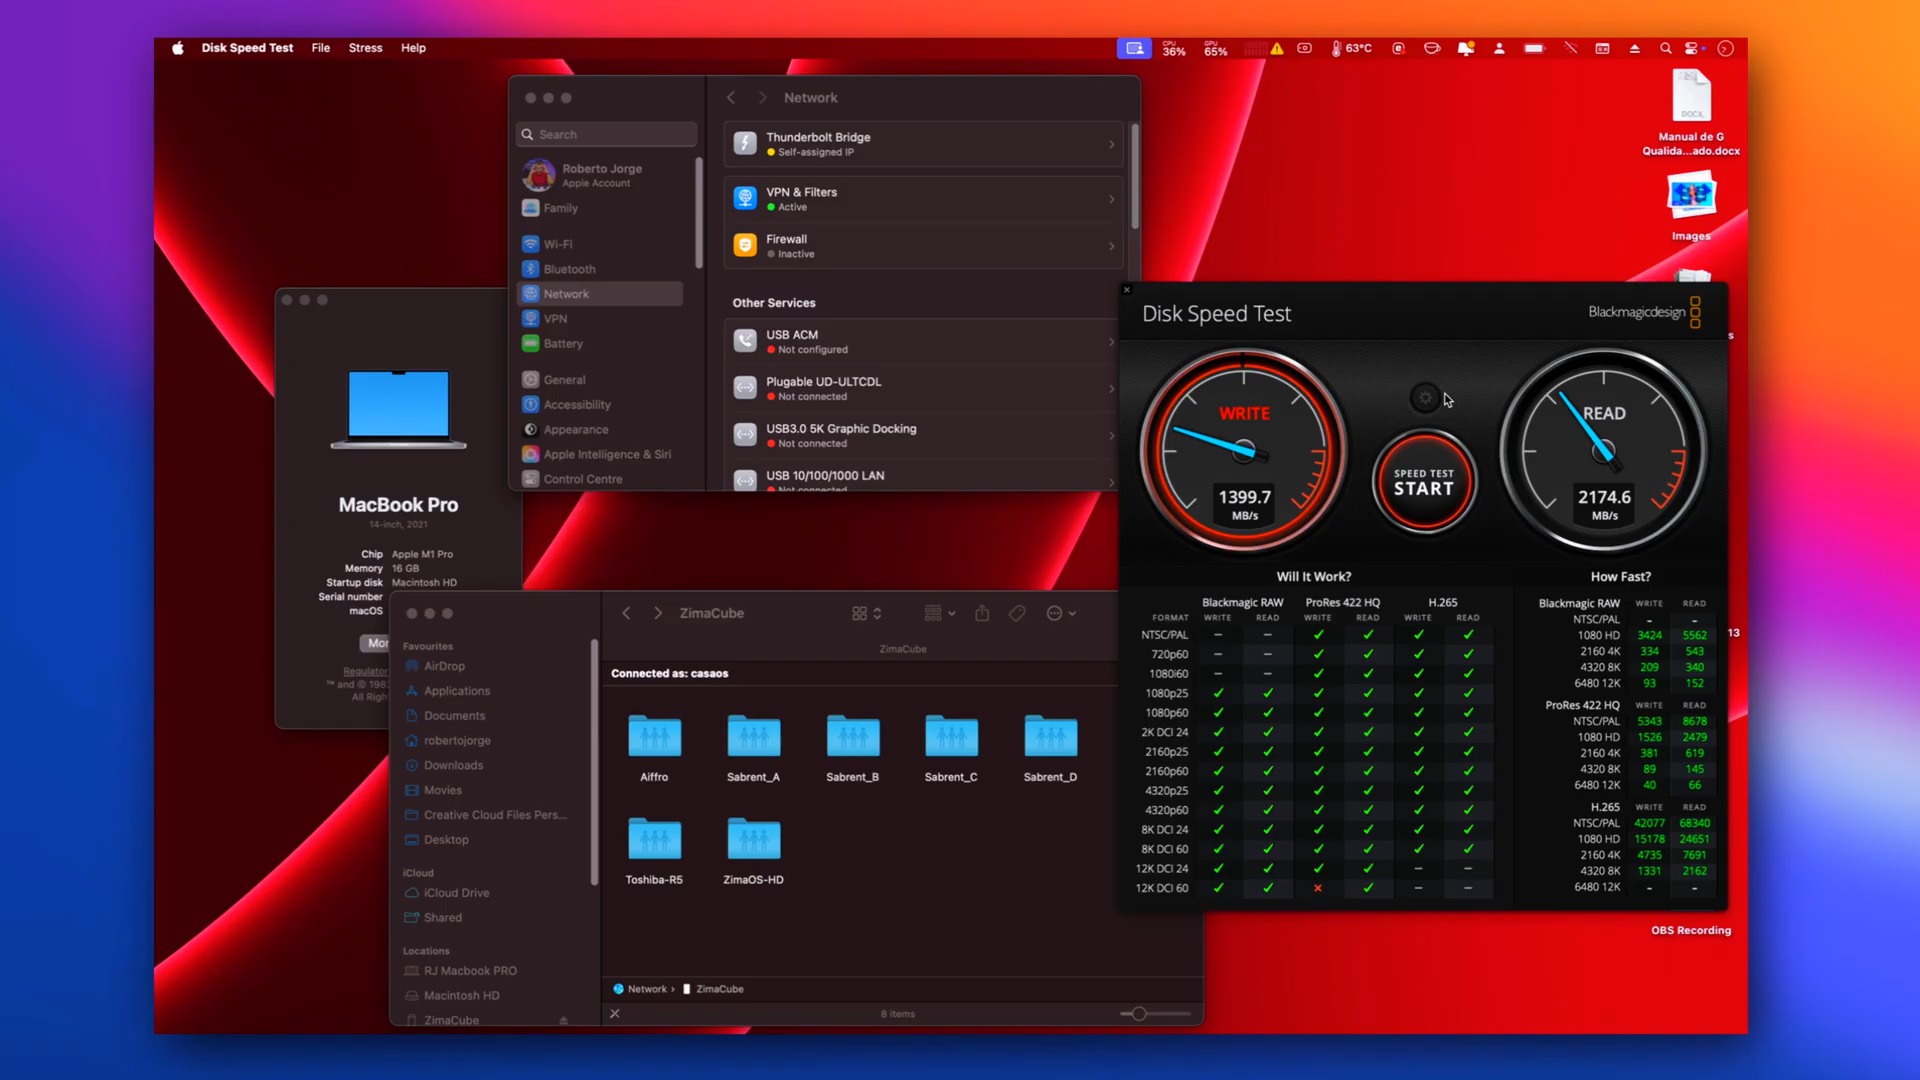 Disk Speed Test File Stress Help
CPU 36% GPU 65% 63°C
DOCX
Manual de G
Qualida...ado.docx
Images
s
13
OBS Recording
Network
Search
Roberto Jorge
Apple Account
Family
Wi-Fi
Bluetooth
Network
VPN
Battery
General
Accessibility
Appearance
Apple Intelligence & Siri
Control Centre
Thunderbolt Bridge
Self-assigned IP
VPN & Filters
Active
Firewall
Inactive
Other Services
USB ACM
Not configured
Plugable UD-ULTCDL
Not connected
USB3.0 5K Graphic Docking
Not connected
USB 10/100/1000 LAN
Not connected
MacBook Pro
14-inch, 2021
Chip Apple M1 Pro
Memory 16 GB
Startup disk Macintosh HD
Serial number
macOS
Mor
Regulator
™ and © 198
All Righ
ZimaCube
ZimaCube
Connected as: casaos
Favourites
AirDrop
Applications
Documents
robertojorge
Downloads
Movies
Creative Cloud Files Pers...
Desktop
iCloud
iCloud Drive
Shared
Locations
RJ Macbook PRO
Macintosh HD
ZimaCube
Aiffro Sabrent_A Sabrent_B Sabrent_C Sabrent_D
Toshiba-R5 ZimaOS-HD
Network › ZimaCube
8 items
Disk Speed Test
Blackmagicdesign
WRITE
1399.7
MB/s
SPEED TEST
START
READ
2174.6
MB/s
Will It Work?
Blackmagic RAW ProRes 422 HQ H.265
FORMAT WRITE READ WRITE READ WRITE READ
NTSC/PAL – – ✓ ✓ ✓ ✓
720p60 – – ✓ ✓ ✓ ✓
1080i60 – – ✓ ✓ ✓ ✓
1080p25 ✓ ✓ ✓ ✓ ✓ ✓
1080p60 ✓ ✓ ✓ ✓ ✓ ✓
2K DCI 24 ✓ ✓ ✓ ✓ ✓ ✓
2160p25 ✓ ✓ ✓ ✓ ✓ ✓
2160p60 ✓ ✓ ✓ ✓ ✓ ✓
4320p25 ✓ ✓ ✓ ✓ ✓ ✓
4320p60 ✓ ✓ ✓ ✓ ✓ ✓
8K DCI 24 ✓ ✓ ✓ ✓ ✓ ✓
8K DCI 60 ✓ ✓ ✓ ✓ ✓ ✓
12K DCI 24 ✓ ✓ ✓ ✓ – –
12K DCI 60 ✓ ✓ × ✓ – –
How Fast?
Blackmagic RAW WRITE READ
NTSC/PAL - -
1080 HD 3424 5562
2160 4K 334 543
4320 8K 209 340
6480 12K 93 152
ProRes 422 HQ WRITE READ
NTSC/PAL 5343 8678
1080 HD 1526 2479
2160 4K 381 619
4320 8K 89 145
6480 12K 40 66
H.265 WRITE READ
NTSC/PAL 42077 68340
1080 HD 15178 24651
2160 4K 4735 7691
4320 8K 1331 2162
6480 12K - -